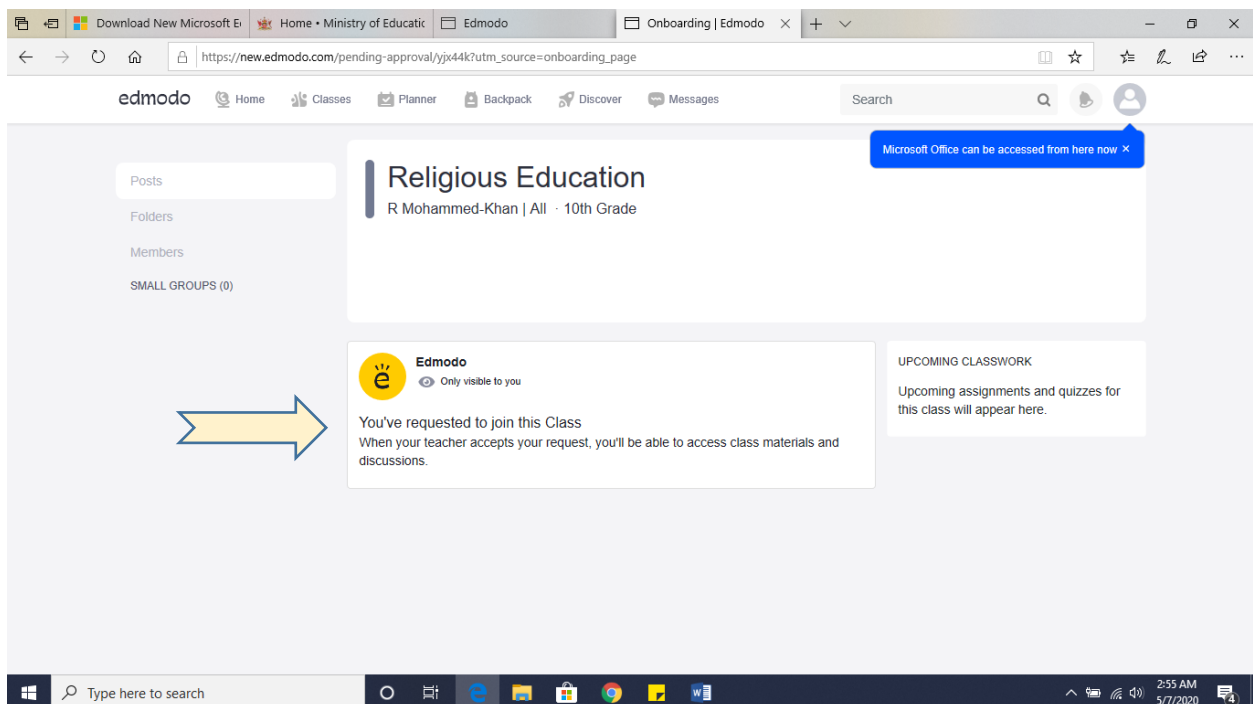 Download New Microsoft E
Home • Ministry of Educatic
Edmodo
Onboarding | Edmodo
https://new.edmodo.com/pending-approval/yjx44k?utm_source=onboarding_page
edmodo
Home
Classes
Planner
Backpack
Discover
Messages
Search
Microsoft Office can be accessed from here now ×
Posts
Folders
Members
SMALL GROUPS (0)
Religious Education
R Mohammed-Khan | All · 10th Grade
Edmodo
Only visible to you
You've requested to join this Class
When your teacher accepts your request, you'll be able to access class materials and
discussions.
UPCOMING CLASSWORK
Upcoming assignments and quizzes for
this class will appear here.
Type here to search
2:55 AM
5/7/2020
4